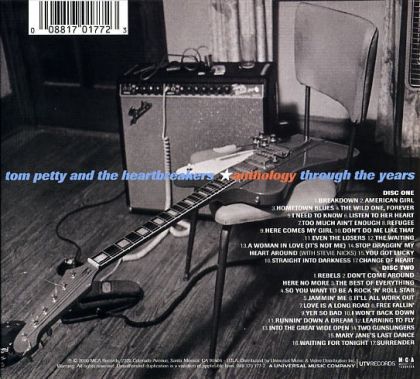 0 08817 01772 3
Fender
tom petty and the heartbreakers ★ anthology through the years
DISC ONE
1.BREAKDOWN 2.AMERICAN GIRL
3.HOMETOWN BLUES 4.THE WILD ONE, FOREVER
5.I NEED TO KNOW 6.LISTEN TO HER HEART
7.TOO MUCH AIN'T ENOUGH 8.REFUGEE
9.HERE COMES MY GIRL 10.DON'T DO ME LIKE THAT
11.EVEN THE LOSERS 12.THE WAITING
13.A WOMAN IN LOVE (IT'S NOT ME) 14.STOP DRAGGIN' MY
HEART AROUND (WITH STEVIE NICKS) 15.YOU GOT LUCKY
16.STRAIGHT INTO DARKNESS 17.CHANGE OF HEART
DISC TWO
1.REBELS 2.DON'T COME AROUND
HERE NO MORE 3.THE BEST OF EVERYTHING
4.SO YOU WANT TO BE A ROCK 'N' ROLL STAR
5.JAMMIN' ME 6.IT'LL ALL WORK OUT
7.LOVE IS A LONG ROAD 8.FREE FALLIN'
9.YER SO BAD 10.I WON'T BACK DOWN
11.RUNNIN' DOWN A DREAM 12.LEARNING TO FLY
13.INTO THE GREAT WIDE OPEN 14.TWO GUNSLINGERS
15.MARY JANE'S LAST DANCE
16.WAITING FOR TONIGHT 17.SURRENDER
A UNIVERSAL MUSIC COMPANY
UTV RECORDS
MCA